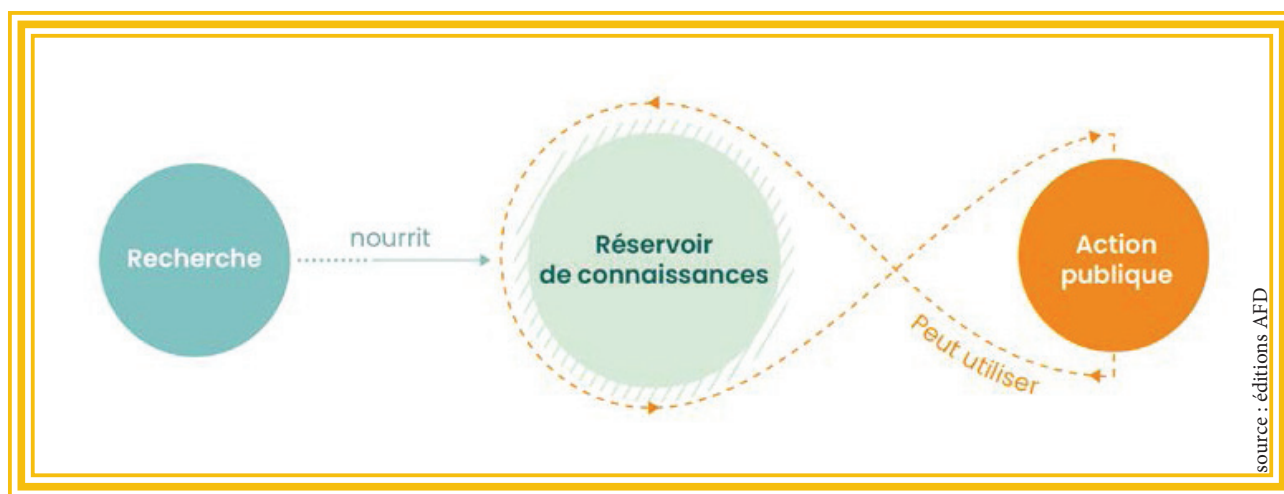 Recherche
nourrit
Réservoir
de connaissances
Peut utiliser
Action
publique
source : éditions AFD